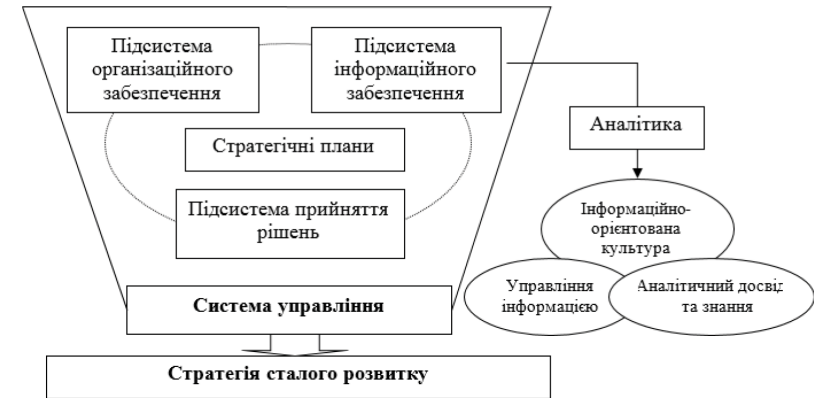 Підсистема
організаційного
забезпечення
Підсистема
інформаційного
забезпечення
Стратегічні плани
Підсистема прийняття
рішень
Система управління
Стратегія сталого розвитку
Аналітика
Інформаційно-
орієнтована
культура
Управління
інформацією
Аналітичний досвід
та знання